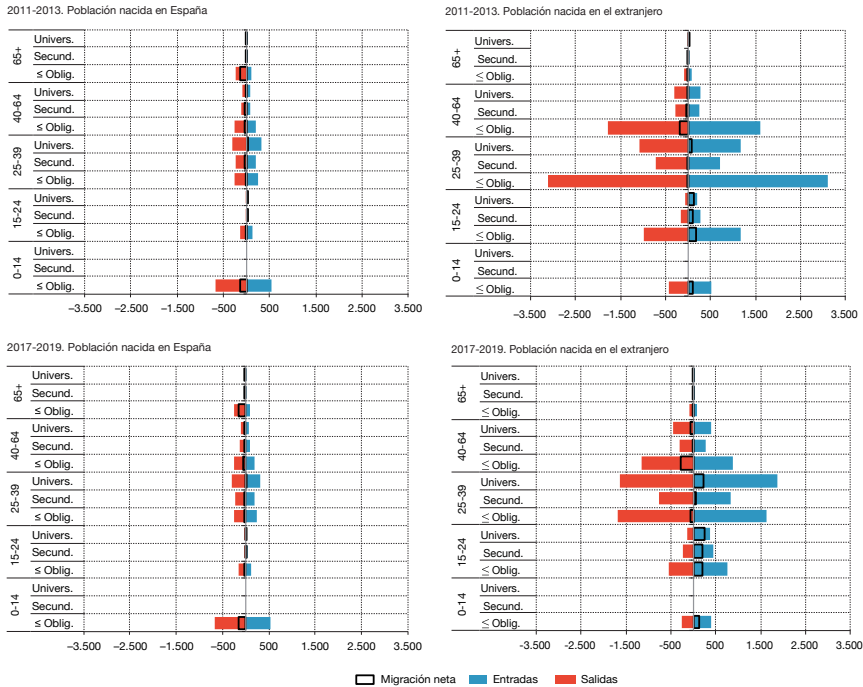 2011-2013. Población nacida en España
65+
Univers.
Secund.
≤ Oblig.
40-64
Univers.
Secund.
≤ Oblig.
25-39
Univers.
Secund.
≤ Oblig.
15-24
Univers.
Secund.
≤ Oblig.
0-14
Univers.
Secund.
≤ Oblig.
-3.500 −2.500 -1.500 -500 500 1.500 2.500 3.500
2011-2013. Población nacida en el extranjero
65+
Univers.
Secund.
≤ Oblig.
40-64
Univers.
Secund.
≤ Oblig.
25-39
Univers.
Secund.
≤ Oblig.
15-24
Univers.
Secund.
≤ Oblig.
0-14
Univers.
Secund.
≤ Oblig.
-3.500 −2.500 -1.500 -500 500 1.500 2.500 3.500
2017-2019. Población nacida en España
65+
Univers.
Secund.
≤ Oblig.
40-64
Univers.
Secund.
≤ Oblig.
25-39
Univers.
Secund.
≤ Oblig.
15-24
Univers.
Secund.
≤ Oblig.
0-14
Univers.
Secund.
≤ Oblig.
-3.500 −2.500 -1.500 -500 500 1.500 2.500 3.500
2017-2019. Población nacida en el extranjero
65+
Univers.
Secund.
≤ Oblig.
40-64
Univers.
Secund.
≤ Oblig.
25-39
Univers.
Secund.
≤ Oblig.
15-24
Univers.
Secund.
≤ Oblig.
0-14
Univers.
Secund.
≤ Oblig.
-3.500 −2.500 -1.500 -500 500 1.500 2.500 3.500
Migración neta Entradas Salidas